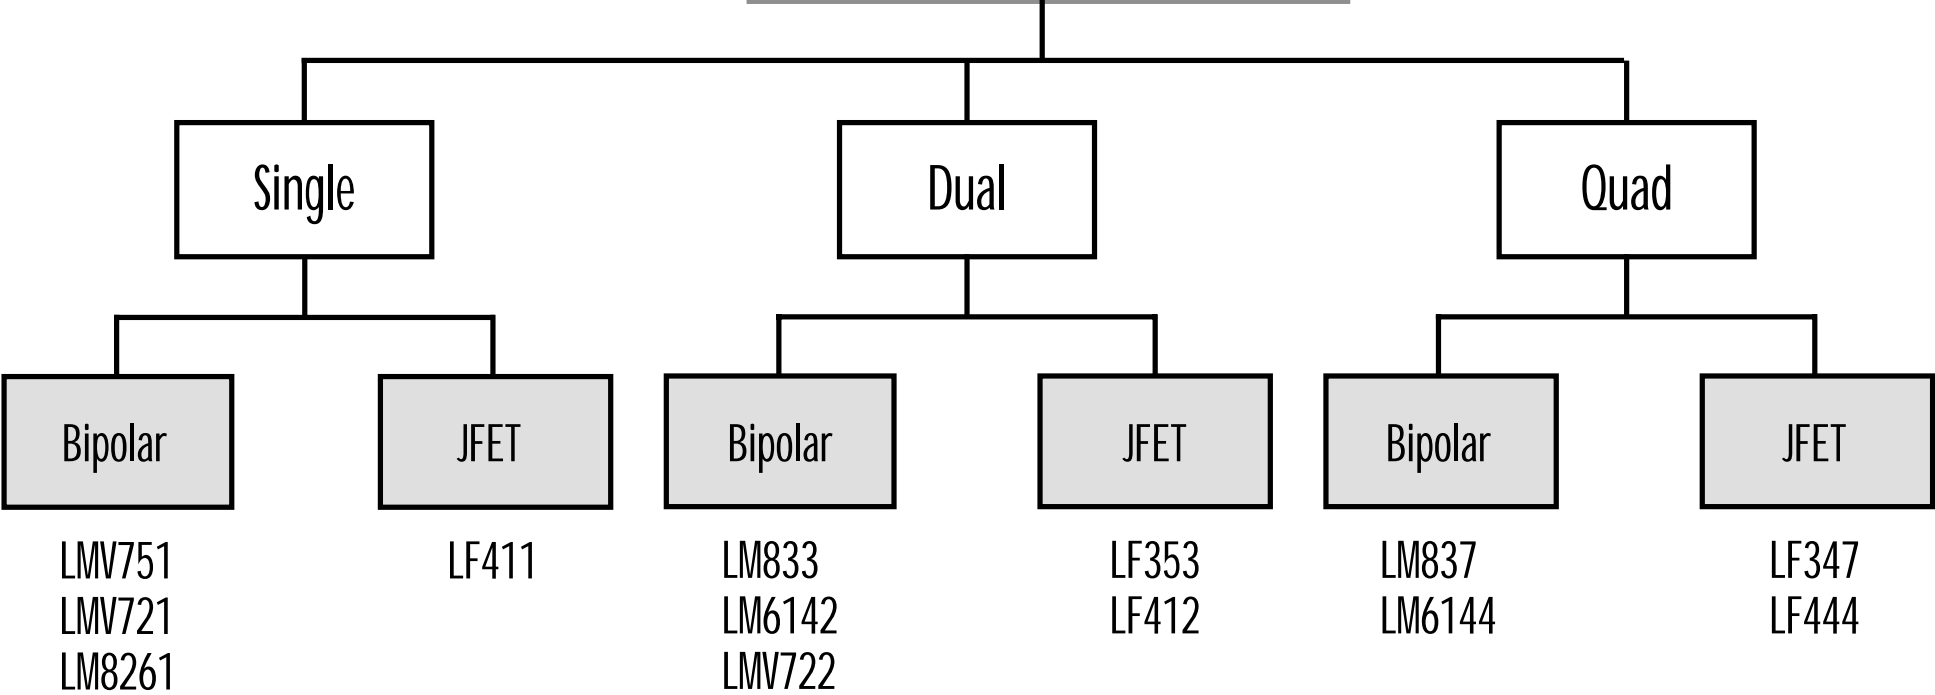 Single
Dual
Quad
Bipolar
JFET
Bipolar
JFET
Bipolar
JFET
LMV751
LMV721
LM8261
LF411
LM833
LM6142
LMV722
LF353
LF412
LM837
LM6144
LF347
LF444